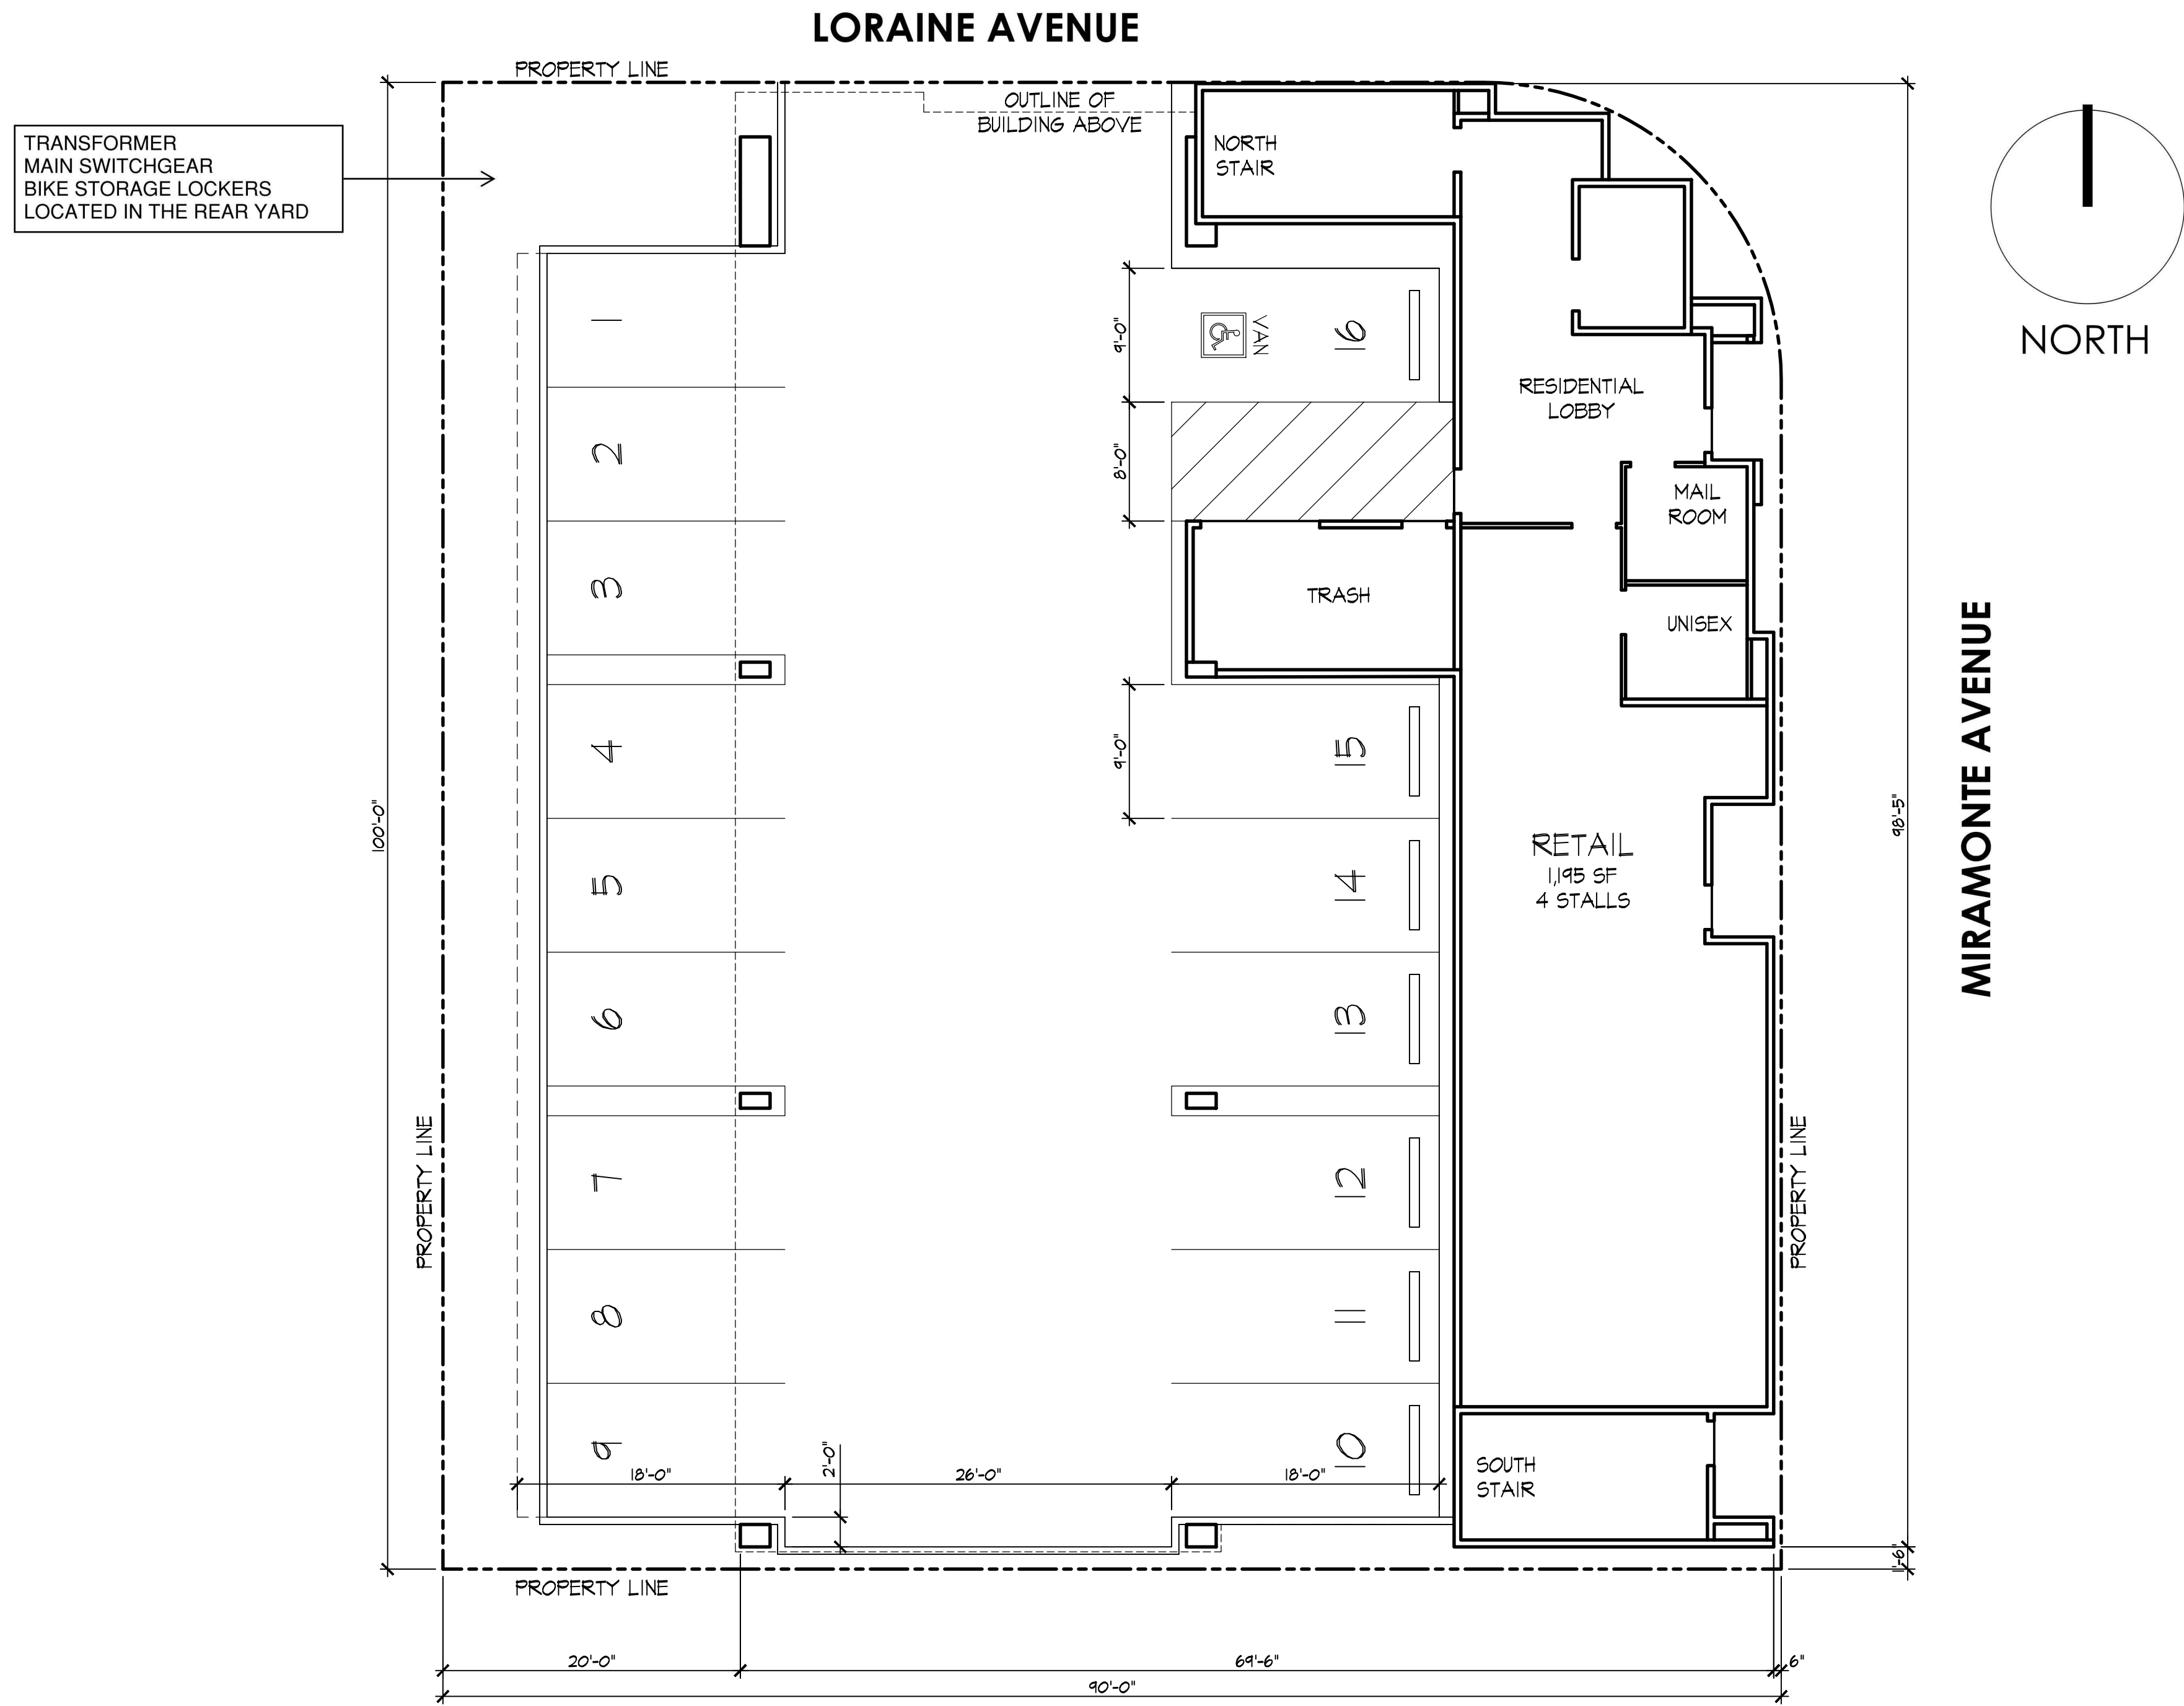 LORAINE AVENUE
PROPERTY LINE
OUTLINE OF
BUILDING ABOVE
TRANSFORMER
MAIN SWITCHGEAR
BIKE STORAGE LOCKERS
LOCATED IN THE REAR YARD
NORTH
STAIR
NORTH
1
2
3
4
5
6
7
8
9
9'-0"
VAN
16
8'-0"
RESIDENTIAL
LOBBY
MAIL
ROOM
TRASH
UNISEX
9'-0"
15
14
13
12
11
10
RETAIL
1,195 SF
4 STALLS
100'-0"
98'-5"
MIRAMONTE AVENUE
PROPERTY LINE
PROPERTY LINE
18'-0"
2'-0"
26'-0"
18'-0"
SOUTH
STAIR
1'-6"
PROPERTY LINE
20'-0"
69'-6"
6"
90'-0"